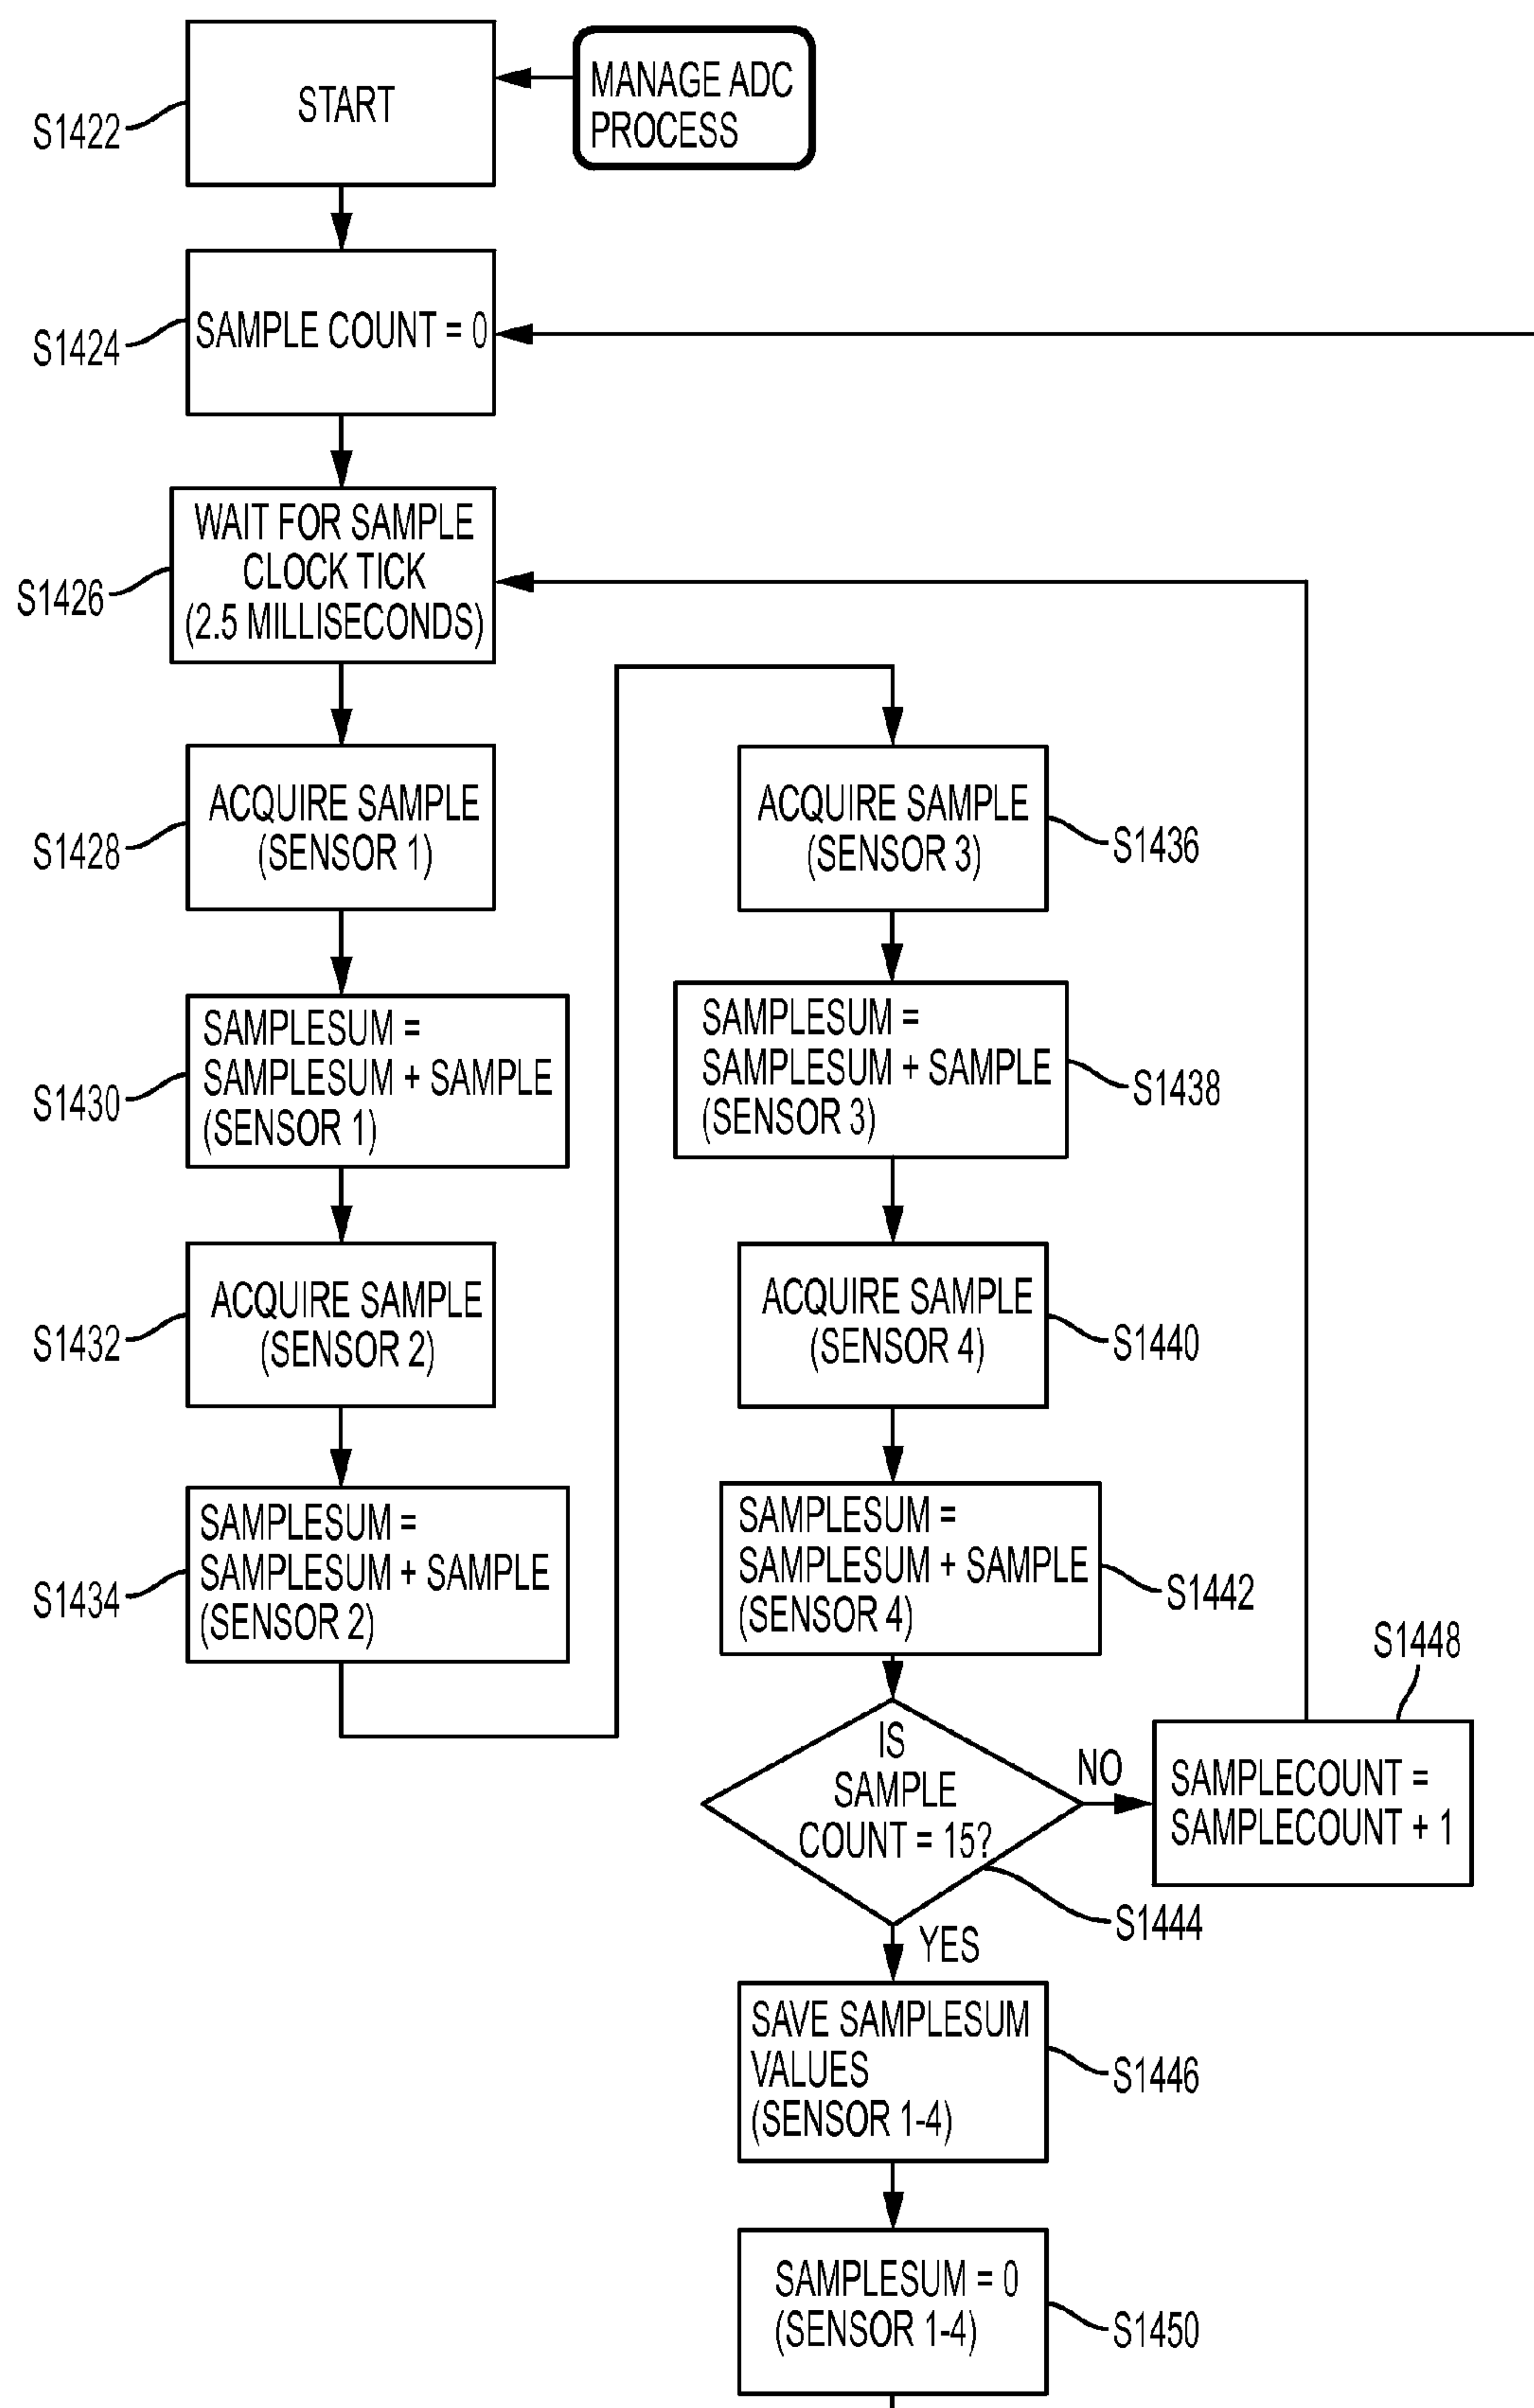 START
MANAGE ADC
PROCESS
S1422
SAMPLE COUNT = 0
S1424
WAIT FOR SAMPLE
CLOCK TICK
(2.5 MILLISECONDS)
S1426
ACQUIRE SAMPLE
(SENSOR 1)
S1428
SAMPLESUM =
SAMPLESUM + SAMPLE
(SENSOR 1)
S1430
ACQUIRE SAMPLE
(SENSOR 2)
S1432
SAMPLESUM =
SAMPLESUM + SAMPLE
(SENSOR 2)
S1434
ACQUIRE SAMPLE
(SENSOR 3)
S1436
SAMPLESUM =
SAMPLESUM + SAMPLE
(SENSOR 3)
S1438
ACQUIRE SAMPLE
(SENSOR 4)
S1440
SAMPLESUM =
SAMPLESUM + SAMPLE
(SENSOR 4)
S1442
IS
SAMPLE
COUNT = 15?
S1444
NO
SAMPLECOUNT =
SAMPLECOUNT + 1
S1448
YES
SAVE SAMPLESUM
VALUES
(SENSOR 1-4)
S1446
SAMPLESUM = 0
(SENSOR 1-4)
S1450